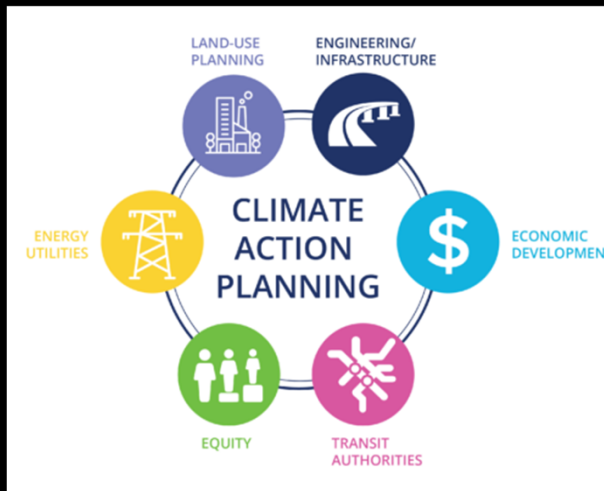 LAND-USE
PLANNING
ENGINEERING/
INFRASTRUCTURE
CLIMATE
ACTION
PLANNING
ENERGY
UTILITIES
$
ECONOMIC
DEVELOPMEN
EQUITY
TRANSIT
AUTHORITIES